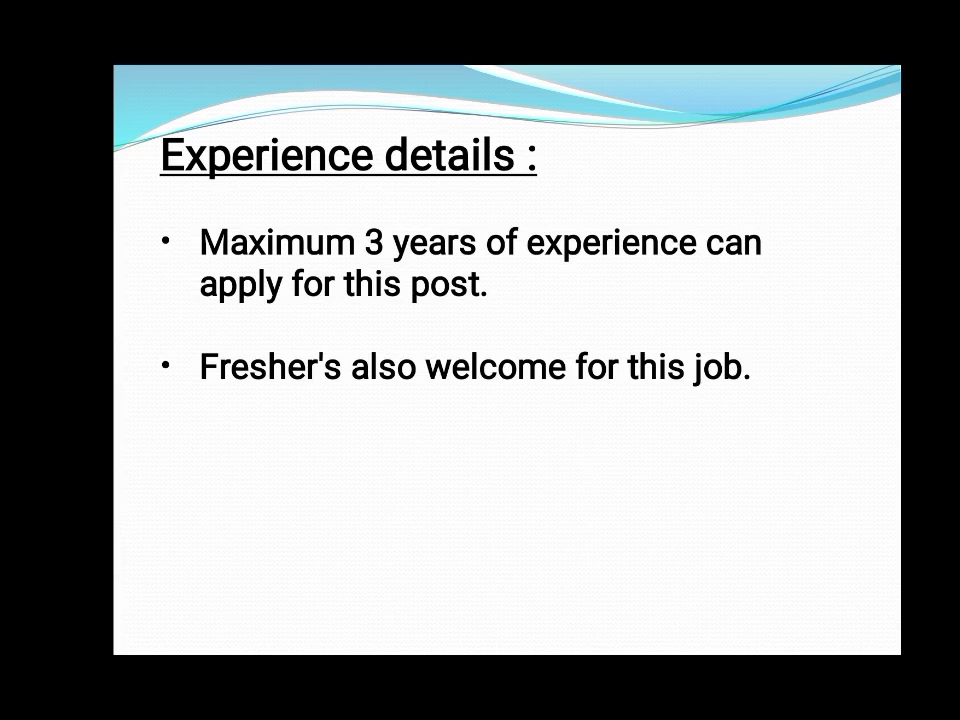 Experience details :
• Maximum 3 years of experience can
apply for this post.
• Fresher's also welcome for this job.